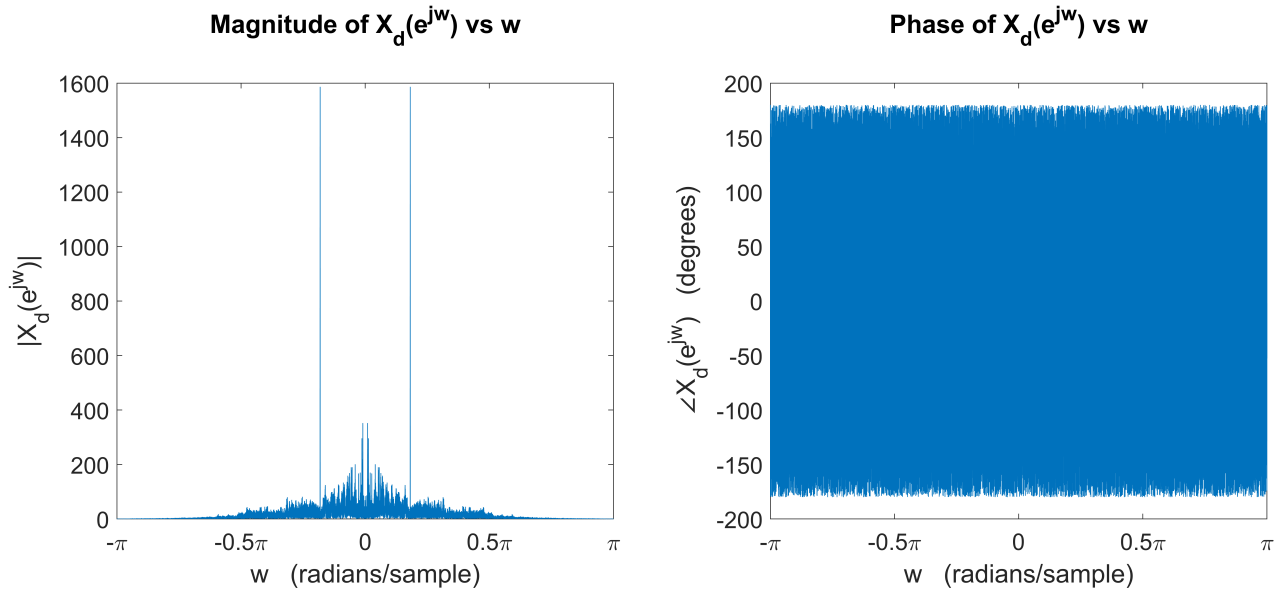 Magnitude of X_d(e^jw) vs w
1600
1400
1200
1000
800
600
400
200
0
|X_d(e^jw)|
-π
-0.5π
0
0.5π
π
w (radians/sample)
Phase of X_d(e^jw) vs w
200
150
100
50
0
-50
-100
-150
-200
∠X_d(e^jw) (degrees)
-π
-0.5π
0
0.5π
π
w (radians/sample)